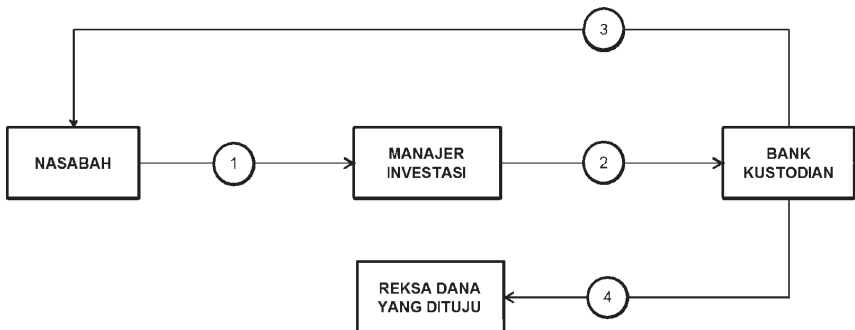 3
NASABAH
1
MANAJER
INVESTASI
2
BANK
KUSTODIAN
REKSA DANA
YANG DITUJU
4